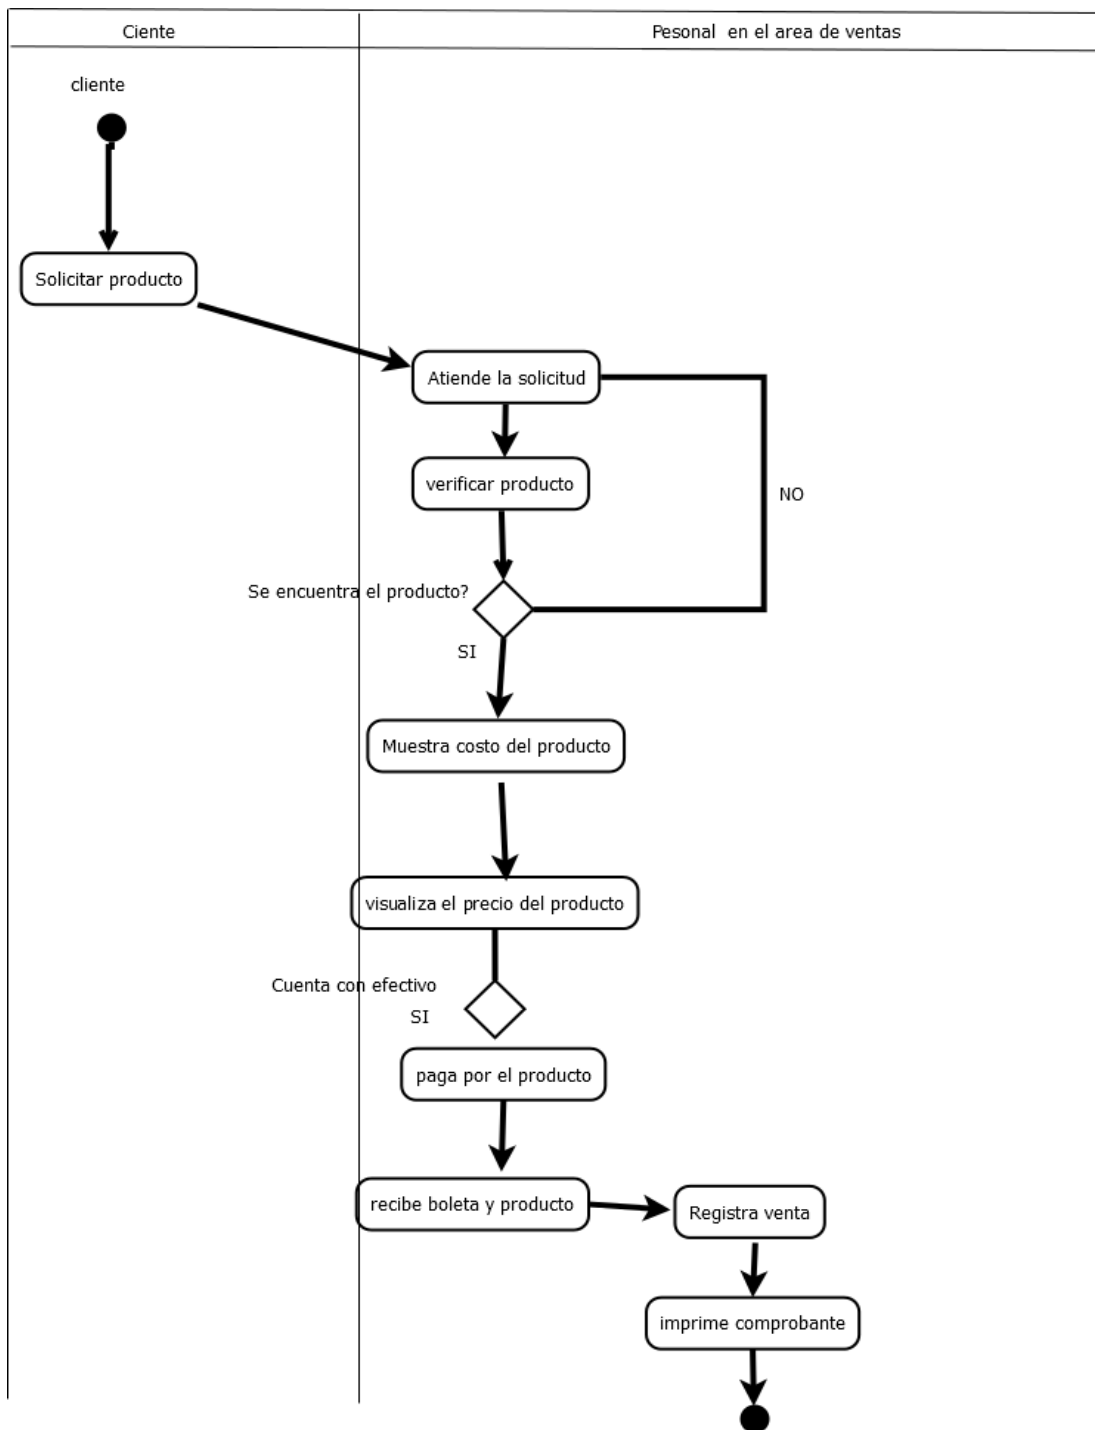 Ciente
Pesonal en el area de ventas
cliente
Solicitar producto
Atiende la solicitud
verificar producto
NO
Se encuentra el producto?
SI
Muestra costo del producto
visualiza el precio del producto
Cuenta con efectivo
SI
paga por el producto
recibe boleta y producto
Registra venta
imprime comprobante